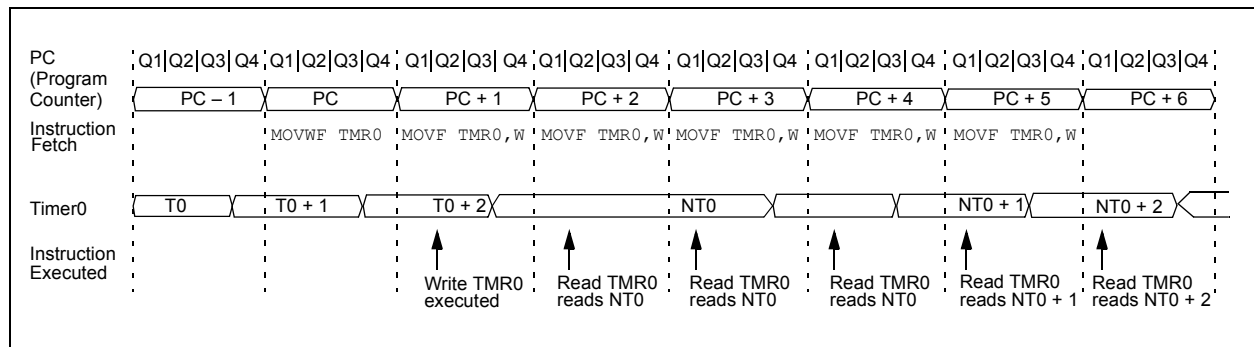 PC (Program Counter)
Q1 Q2 Q3 Q4 Q1 Q2 Q3 Q4 Q1 Q2 Q3 Q4 Q1 Q2 Q3 Q4 Q1 Q2 Q3 Q4 Q1 Q2 Q3 Q4 Q1 Q2 Q3 Q4 Q1 Q2 Q3 Q4
PC – 1 PC PC + 1 PC + 2 PC + 3 PC + 4 PC + 5 PC + 6
Instruction Fetch
MOVWF TMR0 MOVF TMR0,W MOVF TMR0,W MOVF TMR0,W MOVF TMR0,W MOVF TMR0,W
Timer0 T0 T0 + 1 T0 + 2 NT0 NT0 + 1 NT0 + 2
Instruction Executed
Write TMR0 executed
Read TMR0 reads NT0
Read TMR0 reads NT0
Read TMR0 reads NT0
Read TMR0 reads NT0 + 1
Read TMR0 reads NT0 + 2